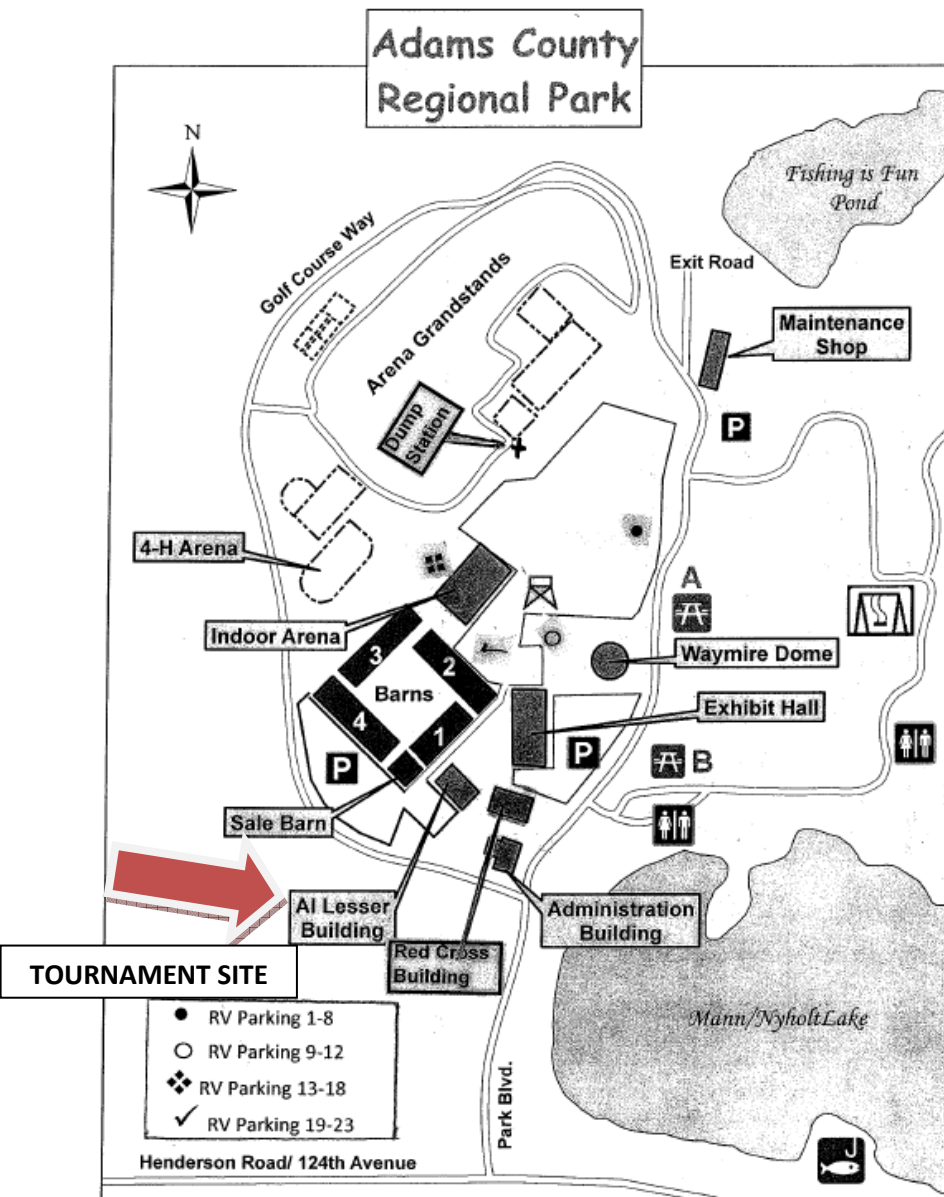 Adams County
Regional Park
N
Fishing is Fun
Pond
Golf Course Way
Exit Road
Arena Grandstands
Maintenance
Shop
Dump
Station
P
4-H Arena
A
Indoor Arena
Waymire Dome
3
2
Barns
Exhibit Hall
4
1
P
P
B
Sale Barn
Al Lesser
Building
Administration
Building
Red Cross
Building
TOURNAMENT SITE
RV Parking 1-8
RV Parking 9-12
RV Parking 13-18
RV Parking 19-23
Mann/Nyholt Lake
Park Blvd.
Henderson Road/ 124th Avenue